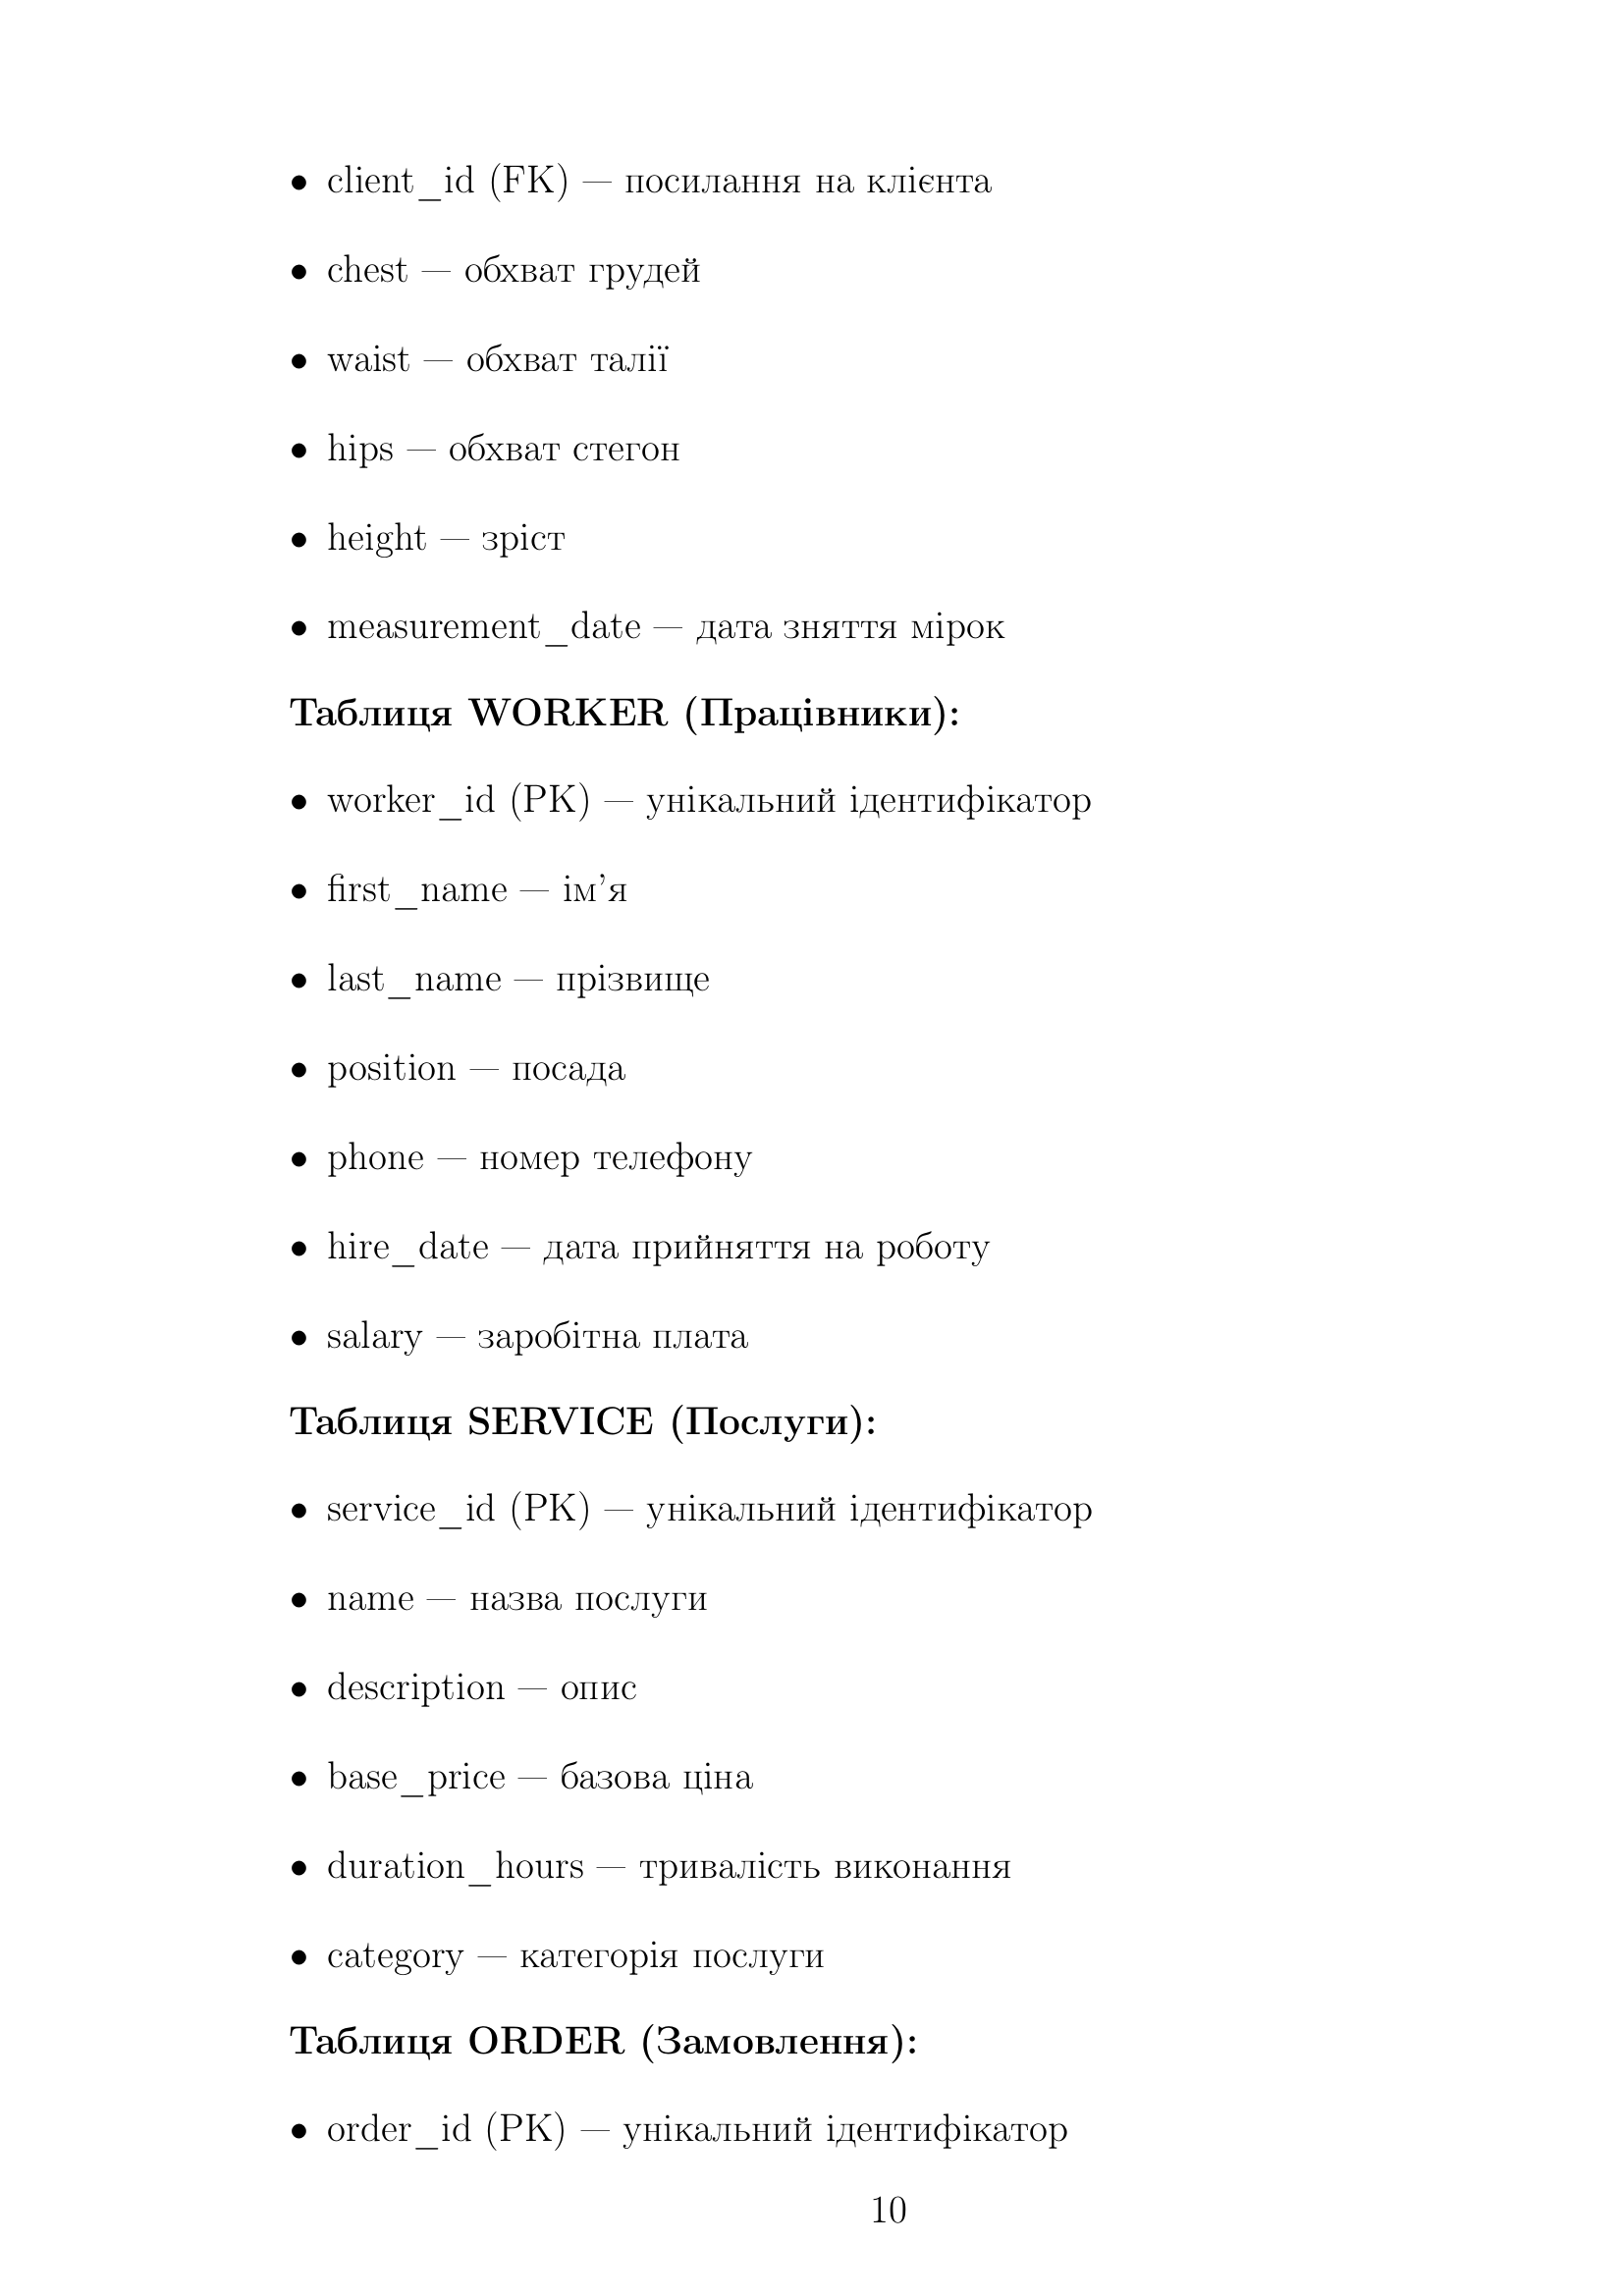 • client_id (FK) — посилання на клієнта
• chest — обхват грудей
• waist — обхват талії
• hips — обхват стегон
• height — зріст
• measurement_date — дата зняття мірок
Таблиця WORKER (Працівники):
• worker_id (PK) — унікальний ідентифікатор
• first_name — ім’я
• last_name — прізвище
• position — посада
• phone — номер телефону
• hire_date — дата прийняття на роботу
• salary — заробітна плата
Таблиця SERVICE (Послуги):
• service_id (PK) — унікальний ідентифікатор
• name — назва послуги
• description — опис
• base_price — базова ціна
• duration_hours — тривалість виконання
• category — категорія послуги
Таблиця ORDER (Замовлення):
• order_id (PK) — унікальний ідентифікатор
10